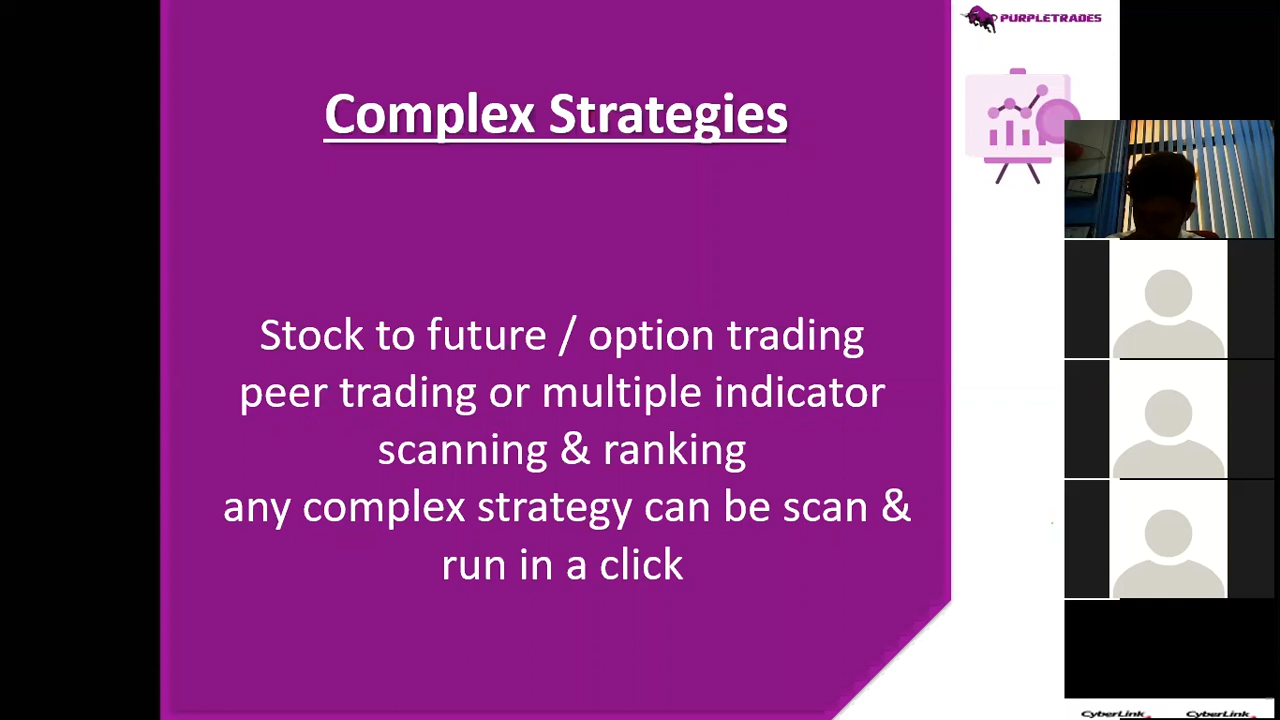 PURPLETRADES
Complex Strategies
Stock to future / option trading
peer trading or multiple indicator
scanning & ranking
any complex strategy can be scan &
run in a click
CyberLink CyberLink